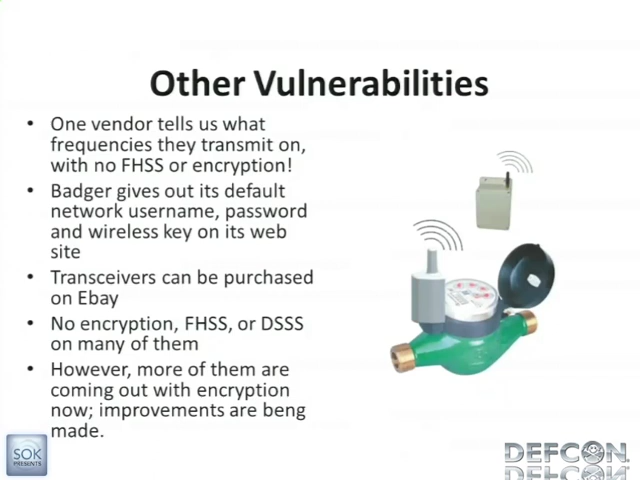 Other Vulnerabilities
• One vendor tells us what
frequencies they transmit on,
with no FHSS or encryption!
• Badger gives out its default
network username, password
and wireless key on its web
site
• Transceivers can be purchased
on Ebay
• No encryption, FHSS, or DSSS
on many of them
• However, more of them are
coming out with encryption
now; improvements are beng
made.
SOK
PRESENTS
DEFCON